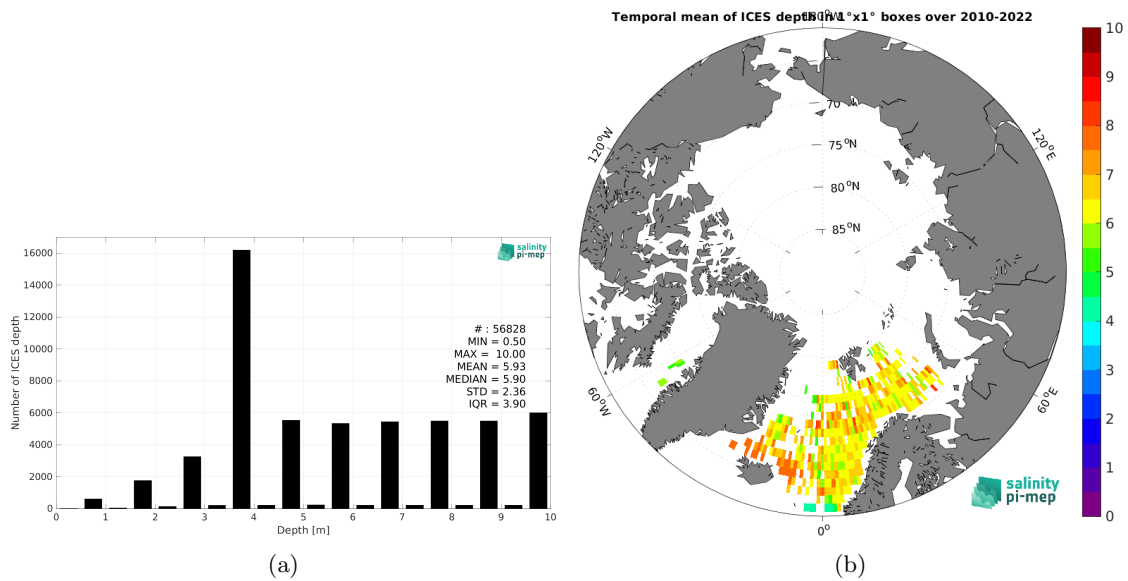 16000
14000
12000
10000
8000
6000
4000
2000
0
Number of ICES depth
0 1 2 3 4 5 6 7 8 9 10
Depth [m]
salinity
pi-mep
# : 56828
MIN = 0.50
MAX = 10.00
MEAN = 5.93
MEDIAN = 5.90
STD = 2.36
IQR = 3.90
(a)
Temporal mean of ICES depth in 1°x1° boxes over 2010-2022
180°W
120°W
120°E
70°N
75°N
80°N
85°N
60°W
60°E
0°
10
9
8
7
6
5
4
3
2
1
0
salinity
pi-mep
(b)